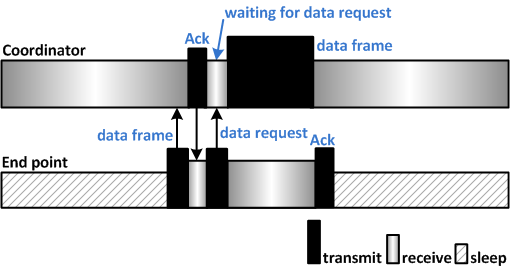 waiting for data request
Coordinator
Ack
data frame
data frame
data request
Ack
End point
transmit
receive
sleep